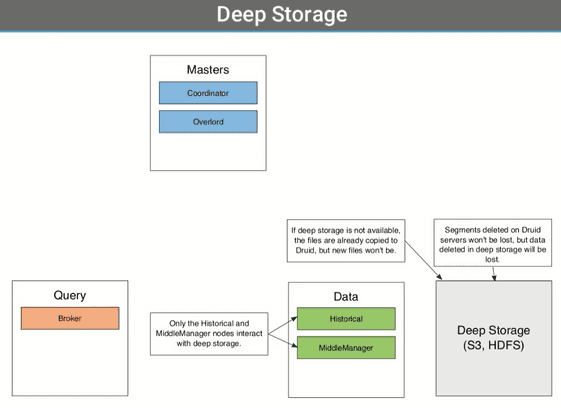 Deep Storage
Masters
Coordinator
Overlord
If deep storage is not available,
the files are already copied to
Druid, but new files won't be.
Segments deleted on Druid
servers won't be lost, but data
deleted in deep storage will be
lost.
Query
Broker
Only the Historical and
MiddleManager nodes interact
with deep storage.
Data
Historical
MiddleManager
Deep Storage
(S3, HDFS)